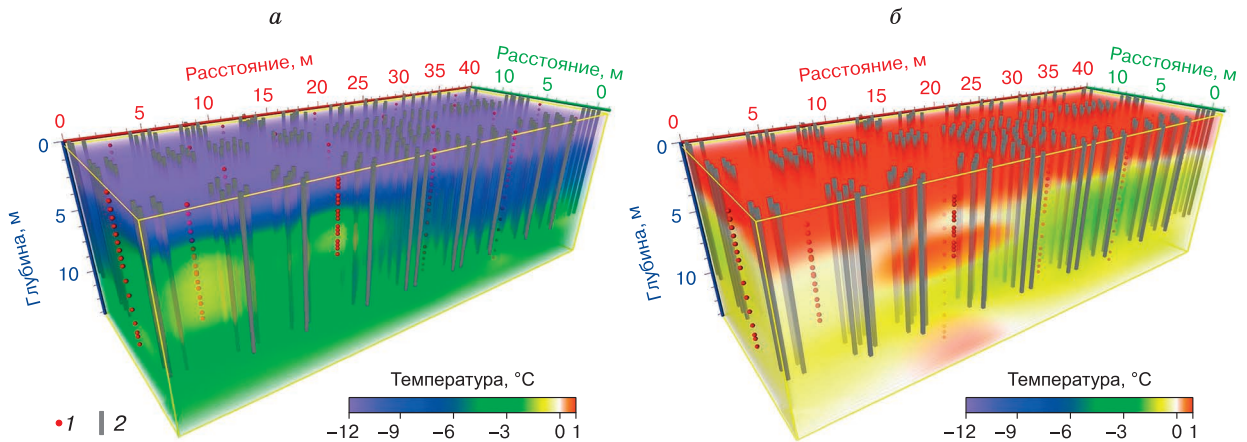 а
Расстояние, м
0 5 10 15 20 25 30 35 40
Расстояние, м
10 5 0
Глубина, м
0
5
10
Температура, °C
−12 −9 −6 −3 0 1
1 2
б
Расстояние, м
0 5 10 15 20 25 30 35 40
Расстояние, м
10 5 0
Глубина, м
0
5
10
Температура, °C
−12 −9 −6 −3 0 1